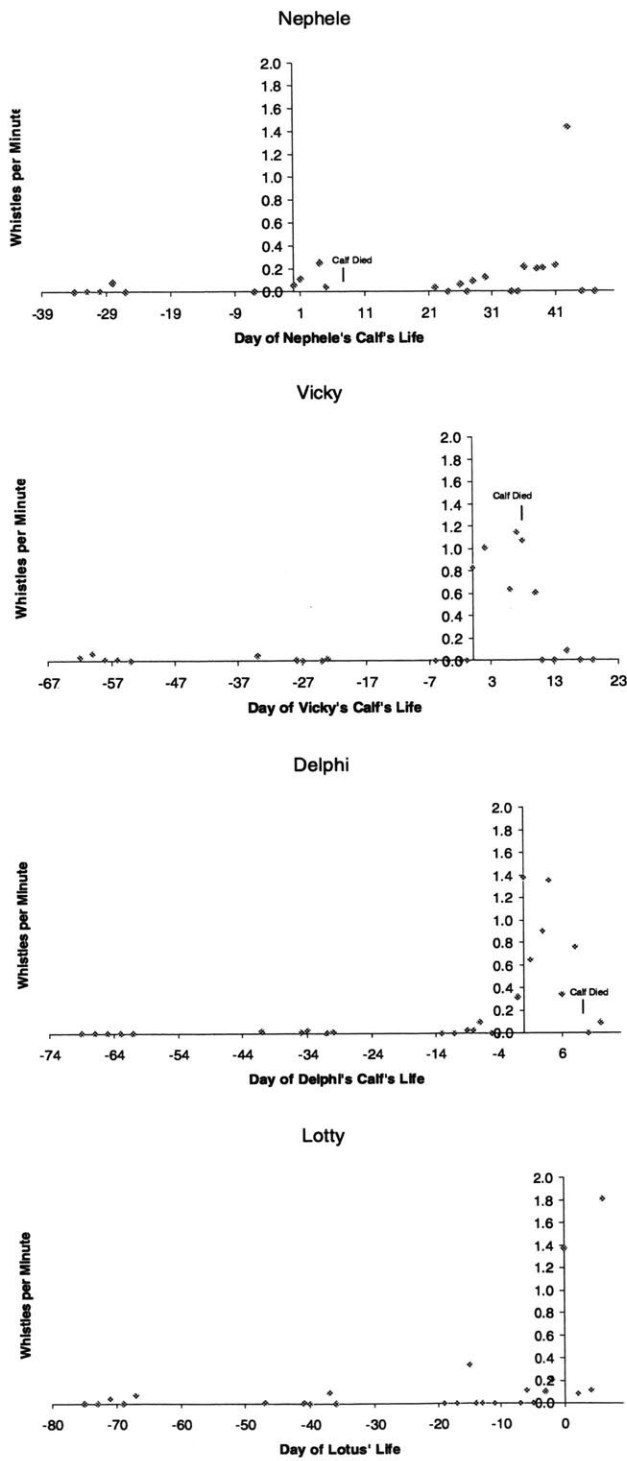 Nephele
2.0
1.8
1.6
1.4
1.2
1.0
0.8
0.6
0.4
0.2
0.0
Whistles per Minute
Calf Died
-39 -29 -19 -9 1 11 21 31 41
Day of Nephele's Calf's Life
Vicky
2.0
1.8
1.6
1.4
1.2
1.0
0.8
0.6
0.4
0.2
0.0
Whistles per Minute
Calf Died
-67 -57 -47 -37 -27 -17 -7 3 13 23
Day of Vicky's Calf's Life
Delphi
2.0
1.8
1.6
1.4
1.2
1.0
0.8
0.6
0.4
0.2
0.0
Whistles per Minute
Calf Died
-74 -64 -54 -44 -34 -24 -14 -4 6
Day of Delphi's Calf's Life
Lotty
2.0
1.8
1.6
1.4
1.2
1.0
0.8
0.6
0.4
0.2
0.0
Whistles per Minute
-80 -70 -60 -50 -40 -30 -20 -10 0
Day of Lotus' Life